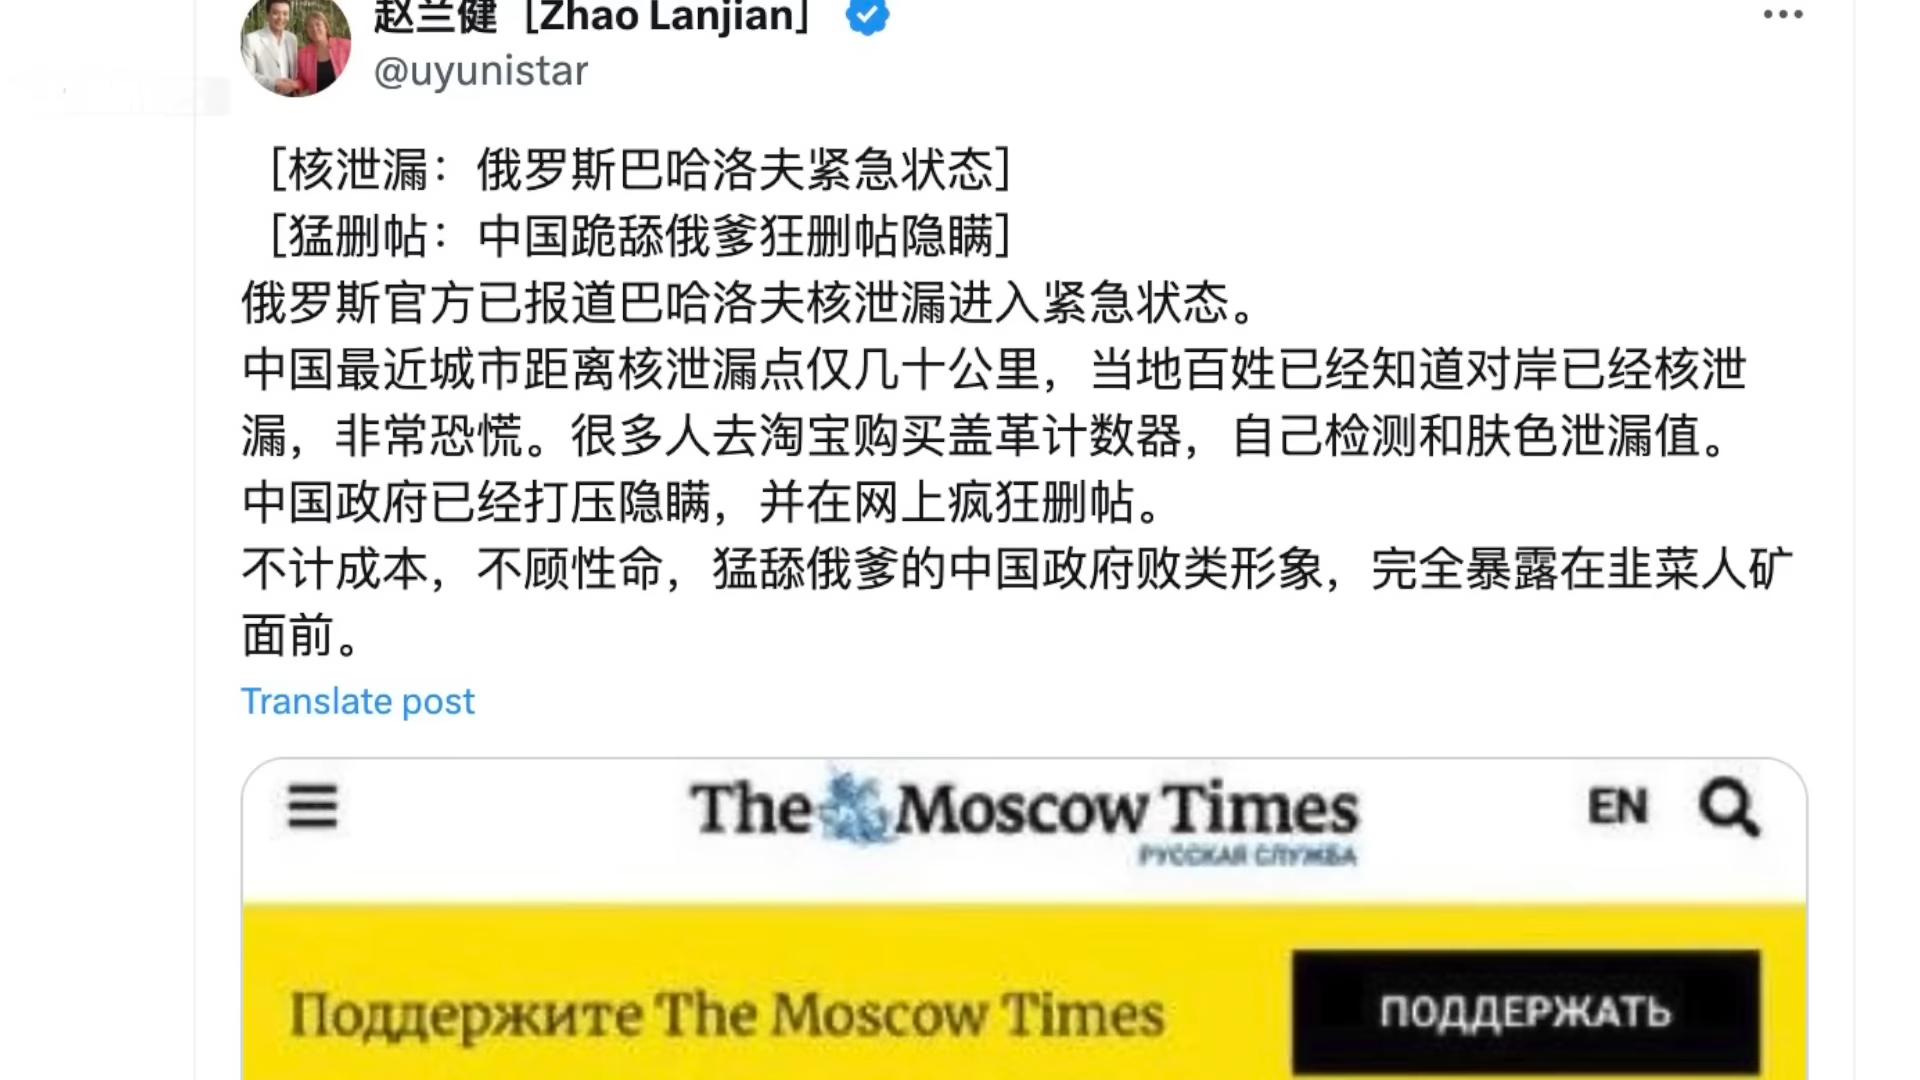 赵兰健［Zhao Lanjian］
@uyunistar
［核泄漏：俄罗斯巴哈洛夫紧急状态］
［猛删帖：中国跪舔俄爹狂删帖隐瞒］
俄罗斯官方已报道巴哈洛夫核泄漏进入紧急状态。
中国最近城市距离核泄漏点仅几十公里，当地百姓已经知道对岸已经核泄
漏，非常恐慌。很多人去淘宝购买盖革计数器，自己检测和肤色泄漏值。
中国政府已经打压隐瞒，并在网上疯狂删帖。
不计成本，不顾性命，猛舔俄爹的中国政府败类形象，完全暴露在韭菜人矿
面前。
Translate post
The Moscow Times
EN
РУССКАЯ СЛУЖБА
Поддержите The Moscow Times
ПОДДЕРЖАТЬ